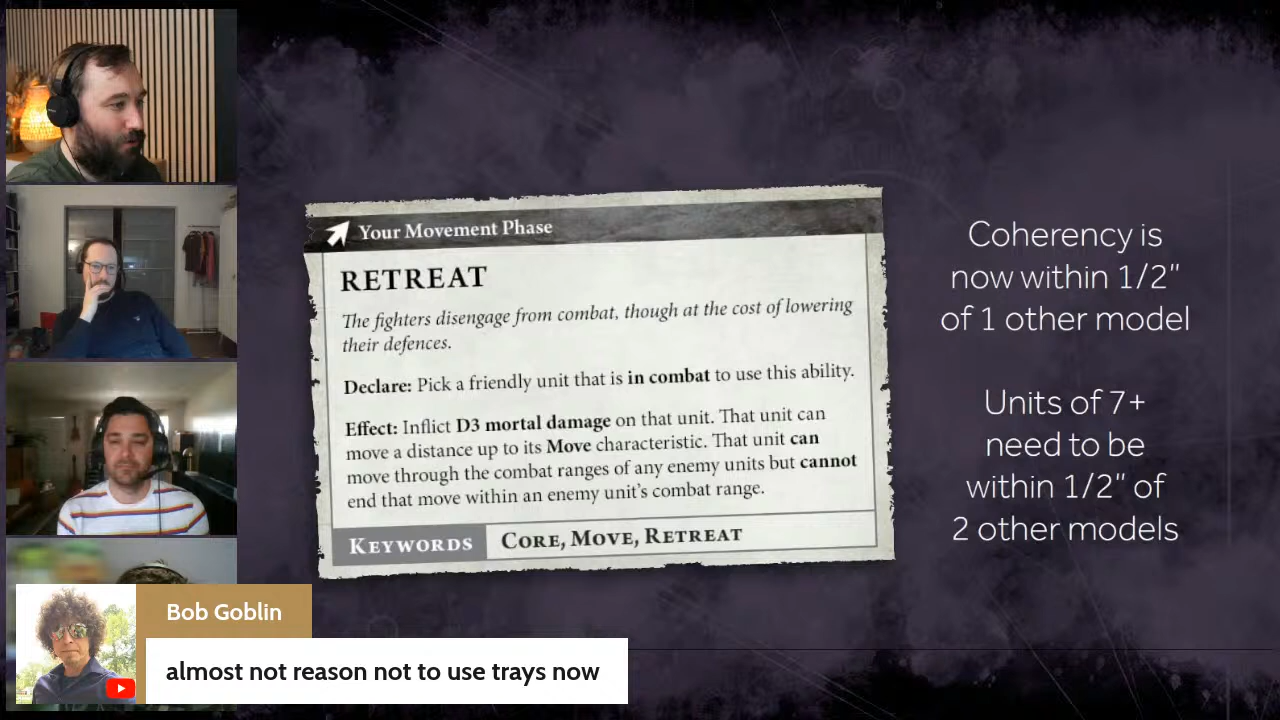 Your Movement Phase
RETREAT
The fighters disengage from combat, though at the cost of lowering
their defences.
Declare: Pick a friendly unit that is in combat to use this ability.
Effect: Inflict D3 mortal damage on that unit. That unit can
move a distance up to its Move characteristic. That unit can
move through the combat ranges of any enemy units but cannot
end that move within an enemy unit's combat range.
KEYWORDS CORE, MOVE, RETREAT
Coherency is
now within 1/2"
of 1 other model
Units of 7+
need to be
within 1/2" of
2 other models
Bob Goblin
almost not reason not to use trays now